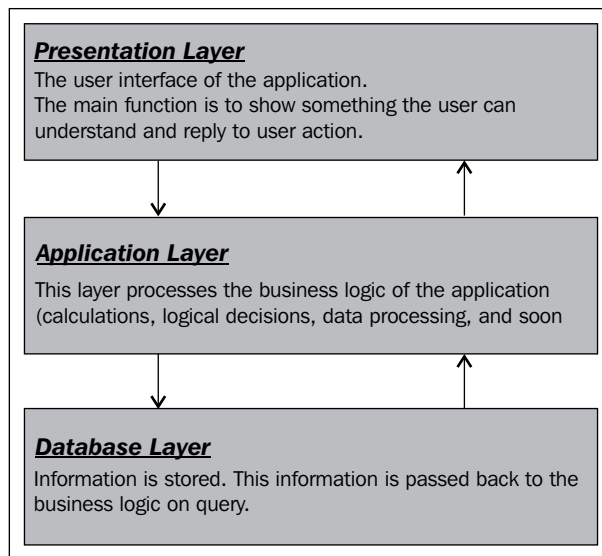 Presentation Layer
The user interface of the application.
The main function is to show something the user can
understand and reply to user action.
Application Layer
This layer processes the business logic of the application
(calculations, logical decisions, data processing, and soon
Database Layer
Information is stored. This information is passed back to the
business logic on query.